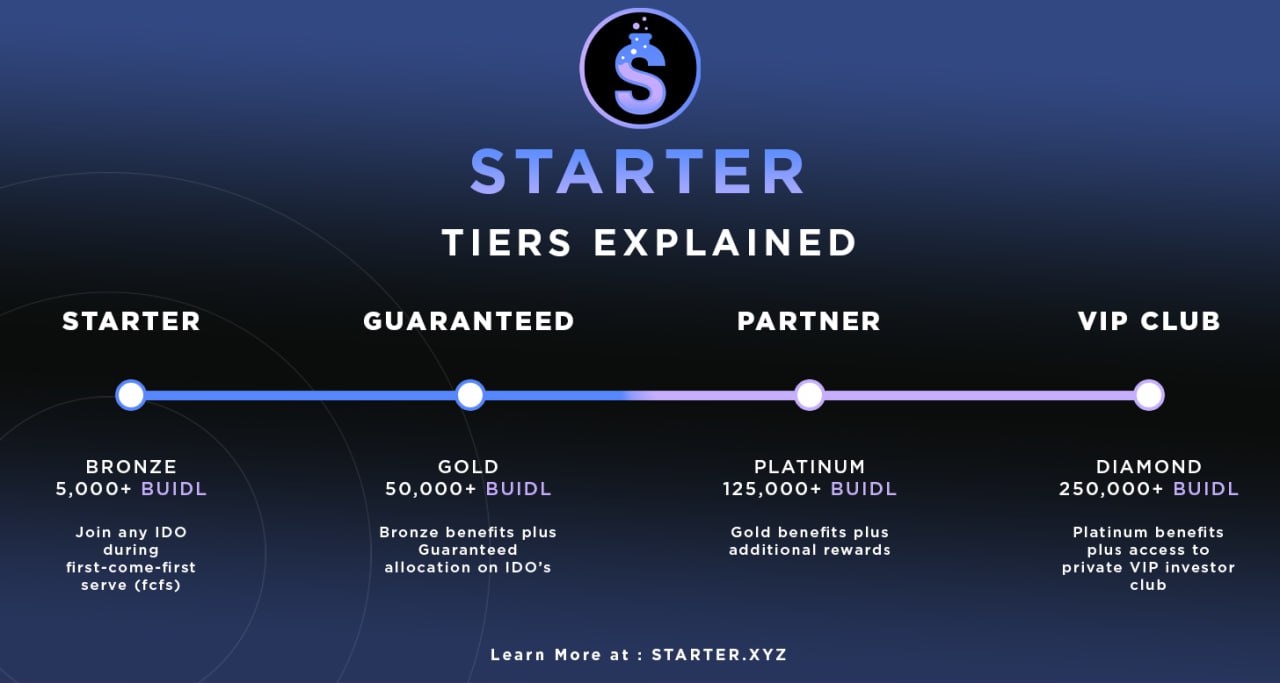 STARTER
TIERS EXPLAINED
STARTER
GUARANTEED
PARTNER
VIP CLUB
BRONZE
5,000+ BUIDL
Join any IDO
during
first-come-first
serve (fcfs)
GOLD
50,000+ BUIDL
Bronze benefits plus
Guaranteed
allocation on IDO’s
PLATINUM
125,000+ BUIDL
Gold benefits plus
additional rewards
DIAMOND
250,000+ BUIDL
Platinum benefits
plus access to
private VIP investor
club
Learn More at : STARTER.XYZ